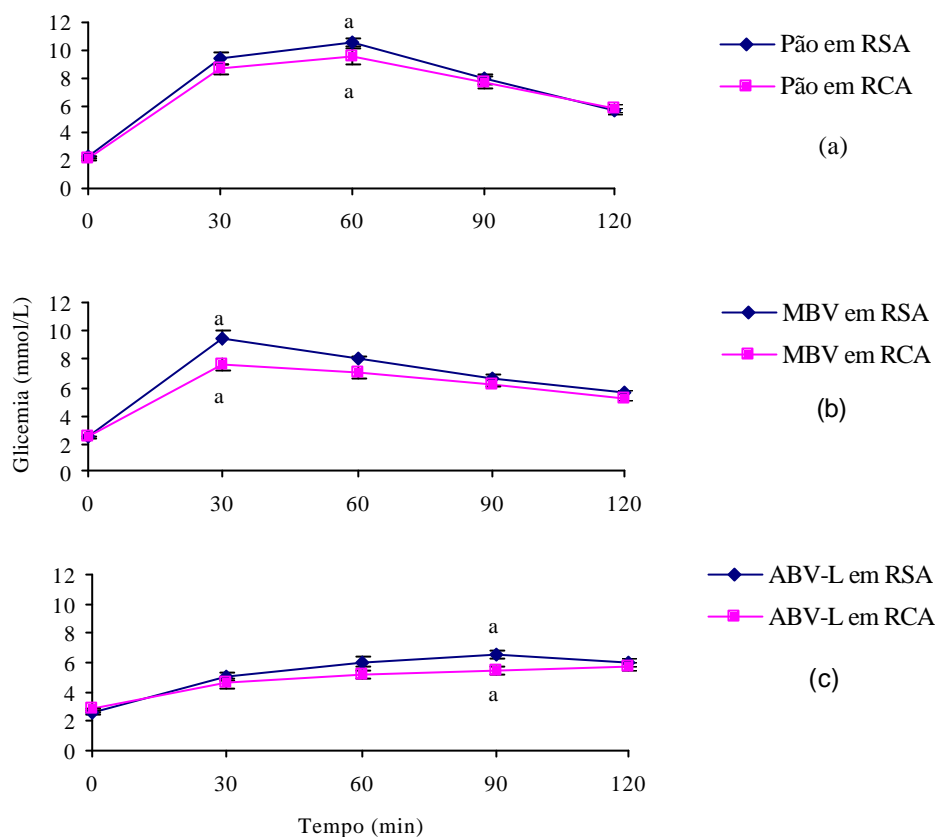 12
10
8
6
4
2
0
a
a
0 30 60 90 120
Pão em RSA
Pão em RCA
(a)
Glicemia (mmol/L)
12
10
8
6
4
2
0
a
a
0 30 60 90 120
MBV em RSA
MBV em RCA
(b)
12
10
8
6
4
2
0
a
a
0 30 60 90 120
ABV-L em RSA
ABV-L em RCA
(c)
Tempo (min)